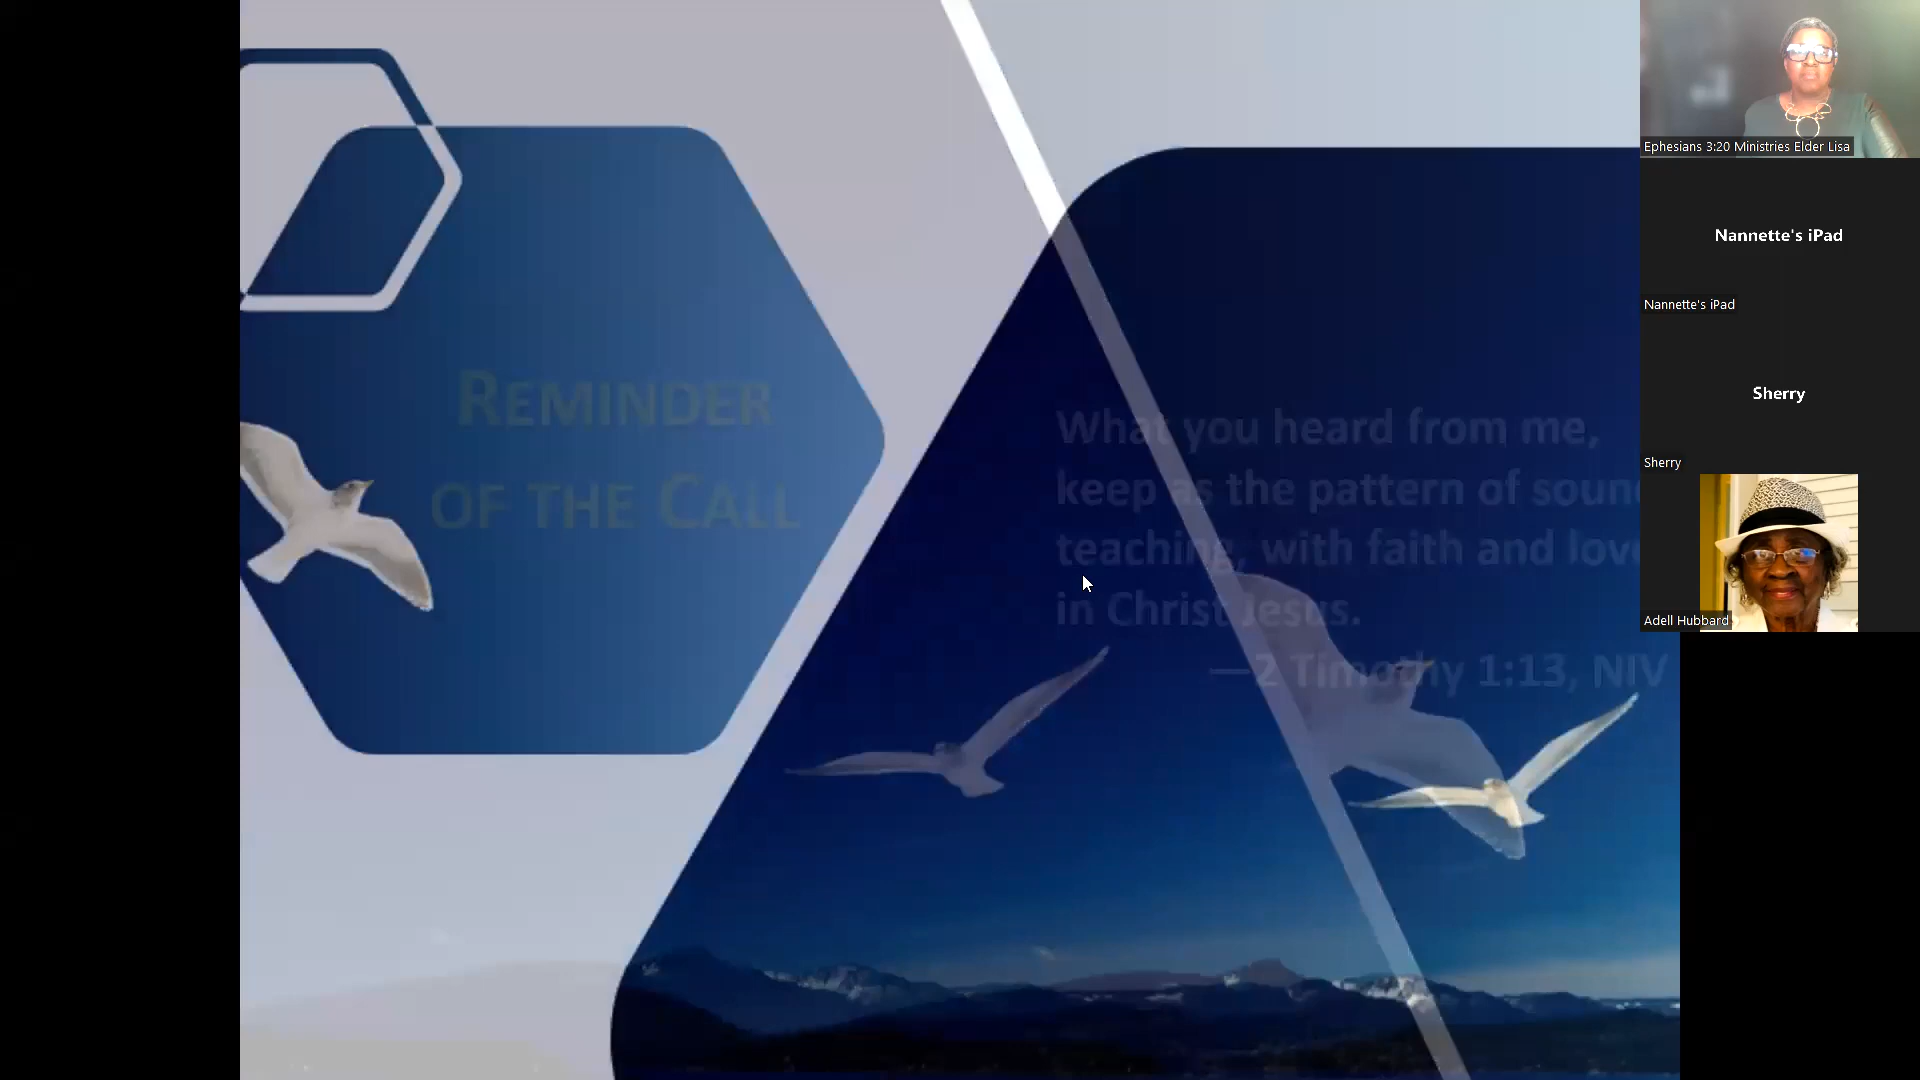 REMINDER
OF THE CALL
What you heard from me,
keep as the pattern of sound
teaching, with faith and love
in Christ Jesus.
—2 Timothy 1:13, NIV
Ephesians 3:20 Ministries Elder Lisa
Nannette's iPad
Nannette's iPad
Sherry
Sherry
Adell Hubbard